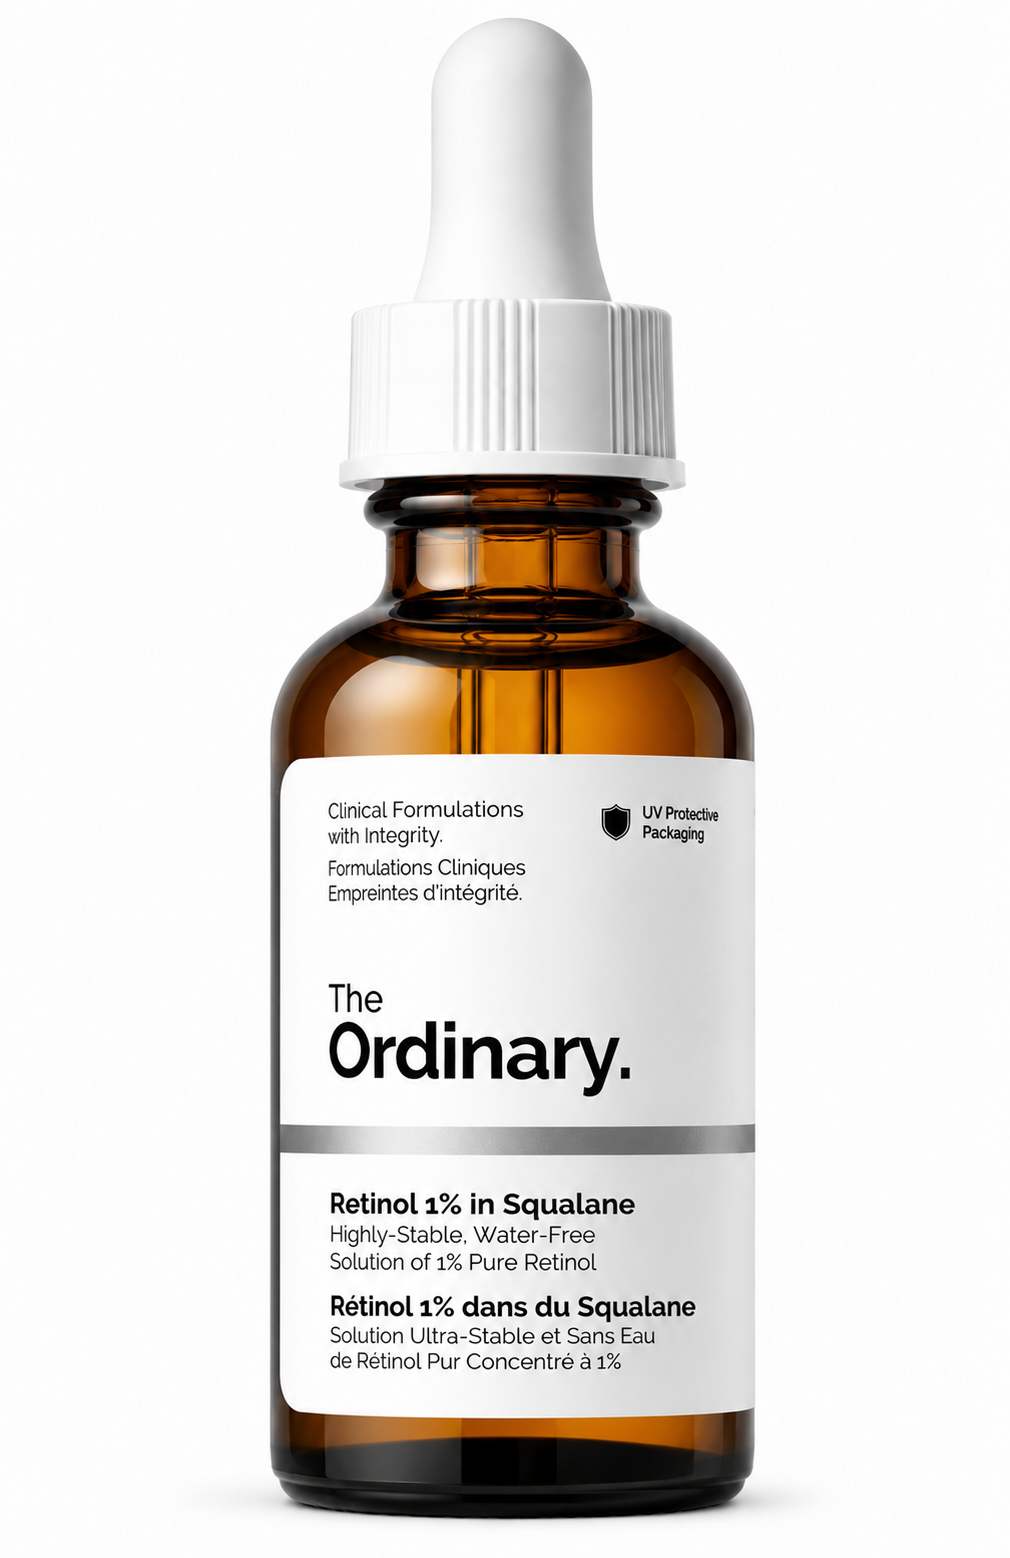 Clinical Formulations
with Integrity.
Formulations Cliniques
Empreintes d'intégrité.
UV Protective
Packaging
The
Ordinary.
Retinol 1% in Squalane
Highly-Stable, Water-Free
Solution of 1% Pure Retinol
Rétinol 1% dans du Squalane
Solution Ultra-Stable et Sans Eau
de Rétinol Pur Concentré à 1%